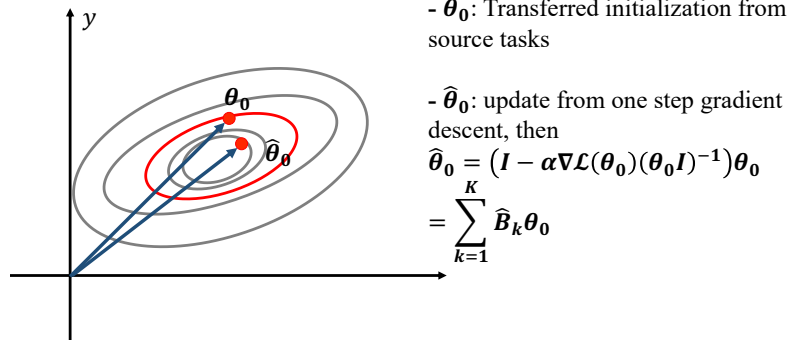 y
- θ₀: Transferred initialization from
source tasks
θ₀
- θ̂₀: update from one step gradient
descent, then
θ̂₀
θ̂₀ = (I − α∇ℒ(θ₀)(θ₀I)⁻¹)θ₀
= ∑ₖ₌₁ᴷ B̂ₖθ₀